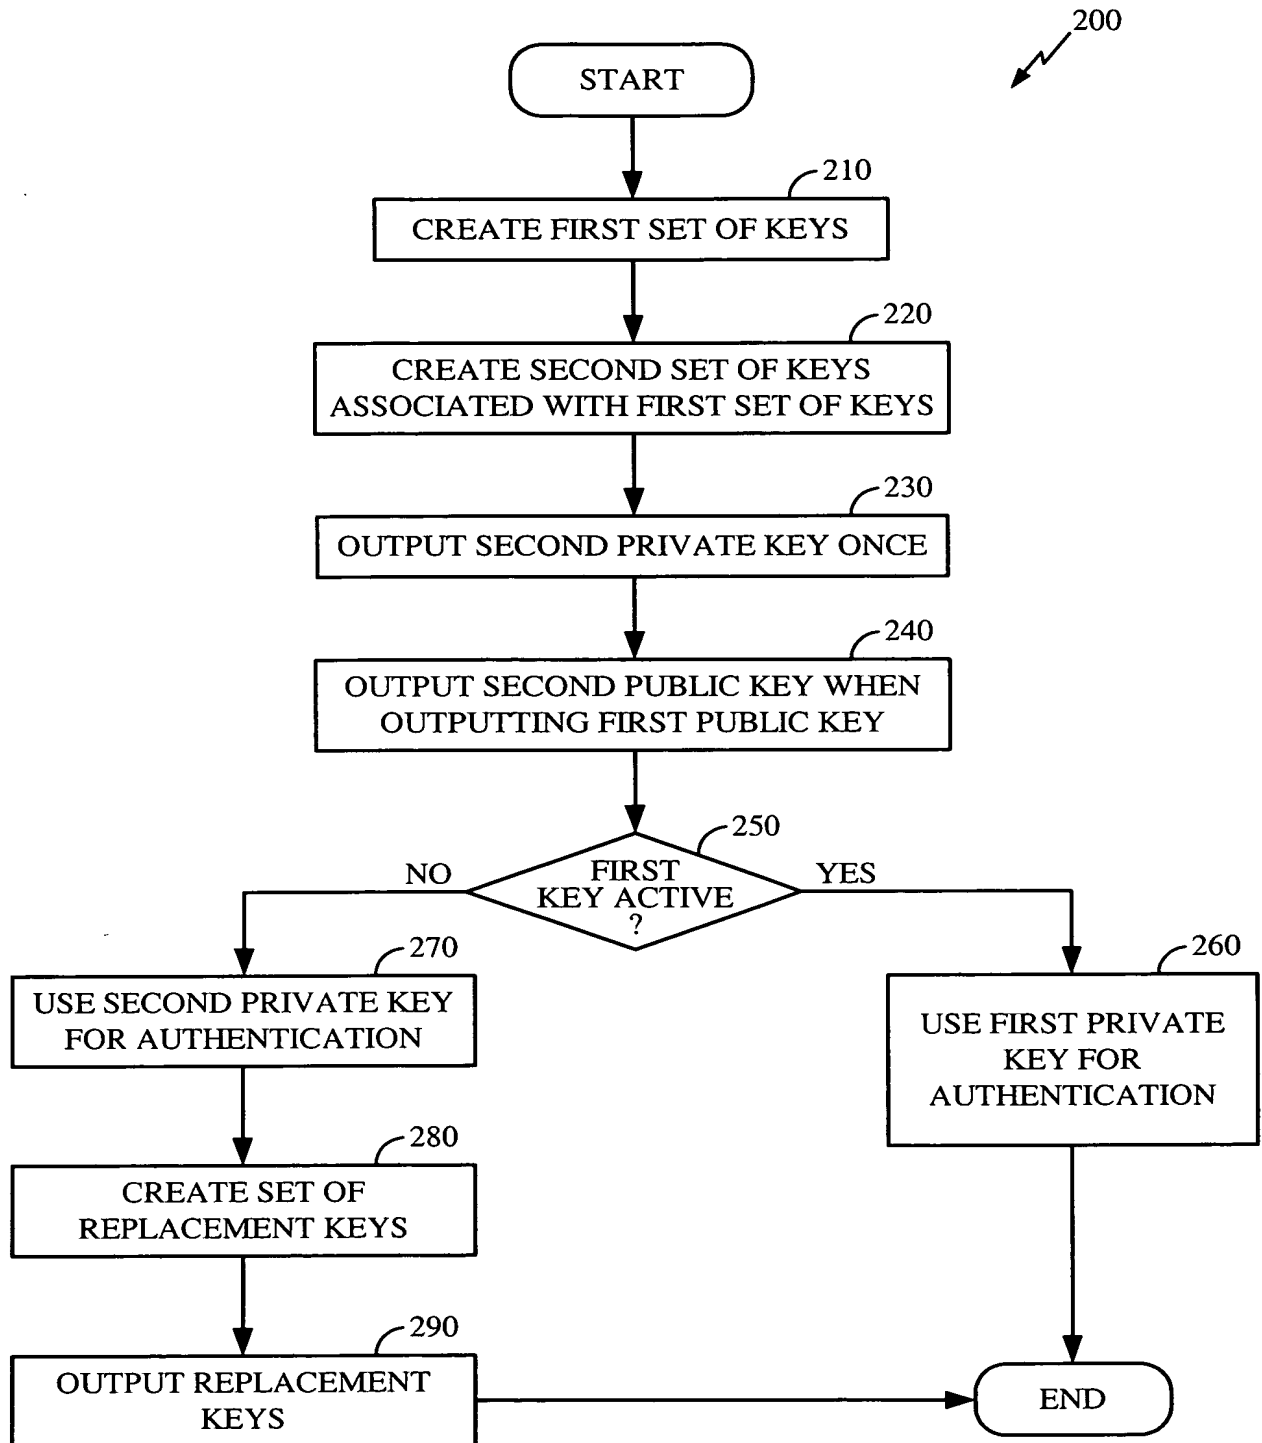 200
START
210
CREATE FIRST SET OF KEYS
220
CREATE SECOND SET OF KEYS
ASSOCIATED WITH FIRST SET OF KEYS
230
OUTPUT SECOND PRIVATE KEY ONCE
240
OUTPUT SECOND PUBLIC KEY WHEN
OUTPUTTING FIRST PUBLIC KEY
250
NO
FIRST
KEY ACTIVE
?
YES
270
USE SECOND PRIVATE KEY
FOR AUTHENTICATION
260
USE FIRST PRIVATE
KEY FOR
AUTHENTICATION
280
CREATE SET OF
REPLACEMENT KEYS
290
OUTPUT REPLACEMENT
KEYS
END